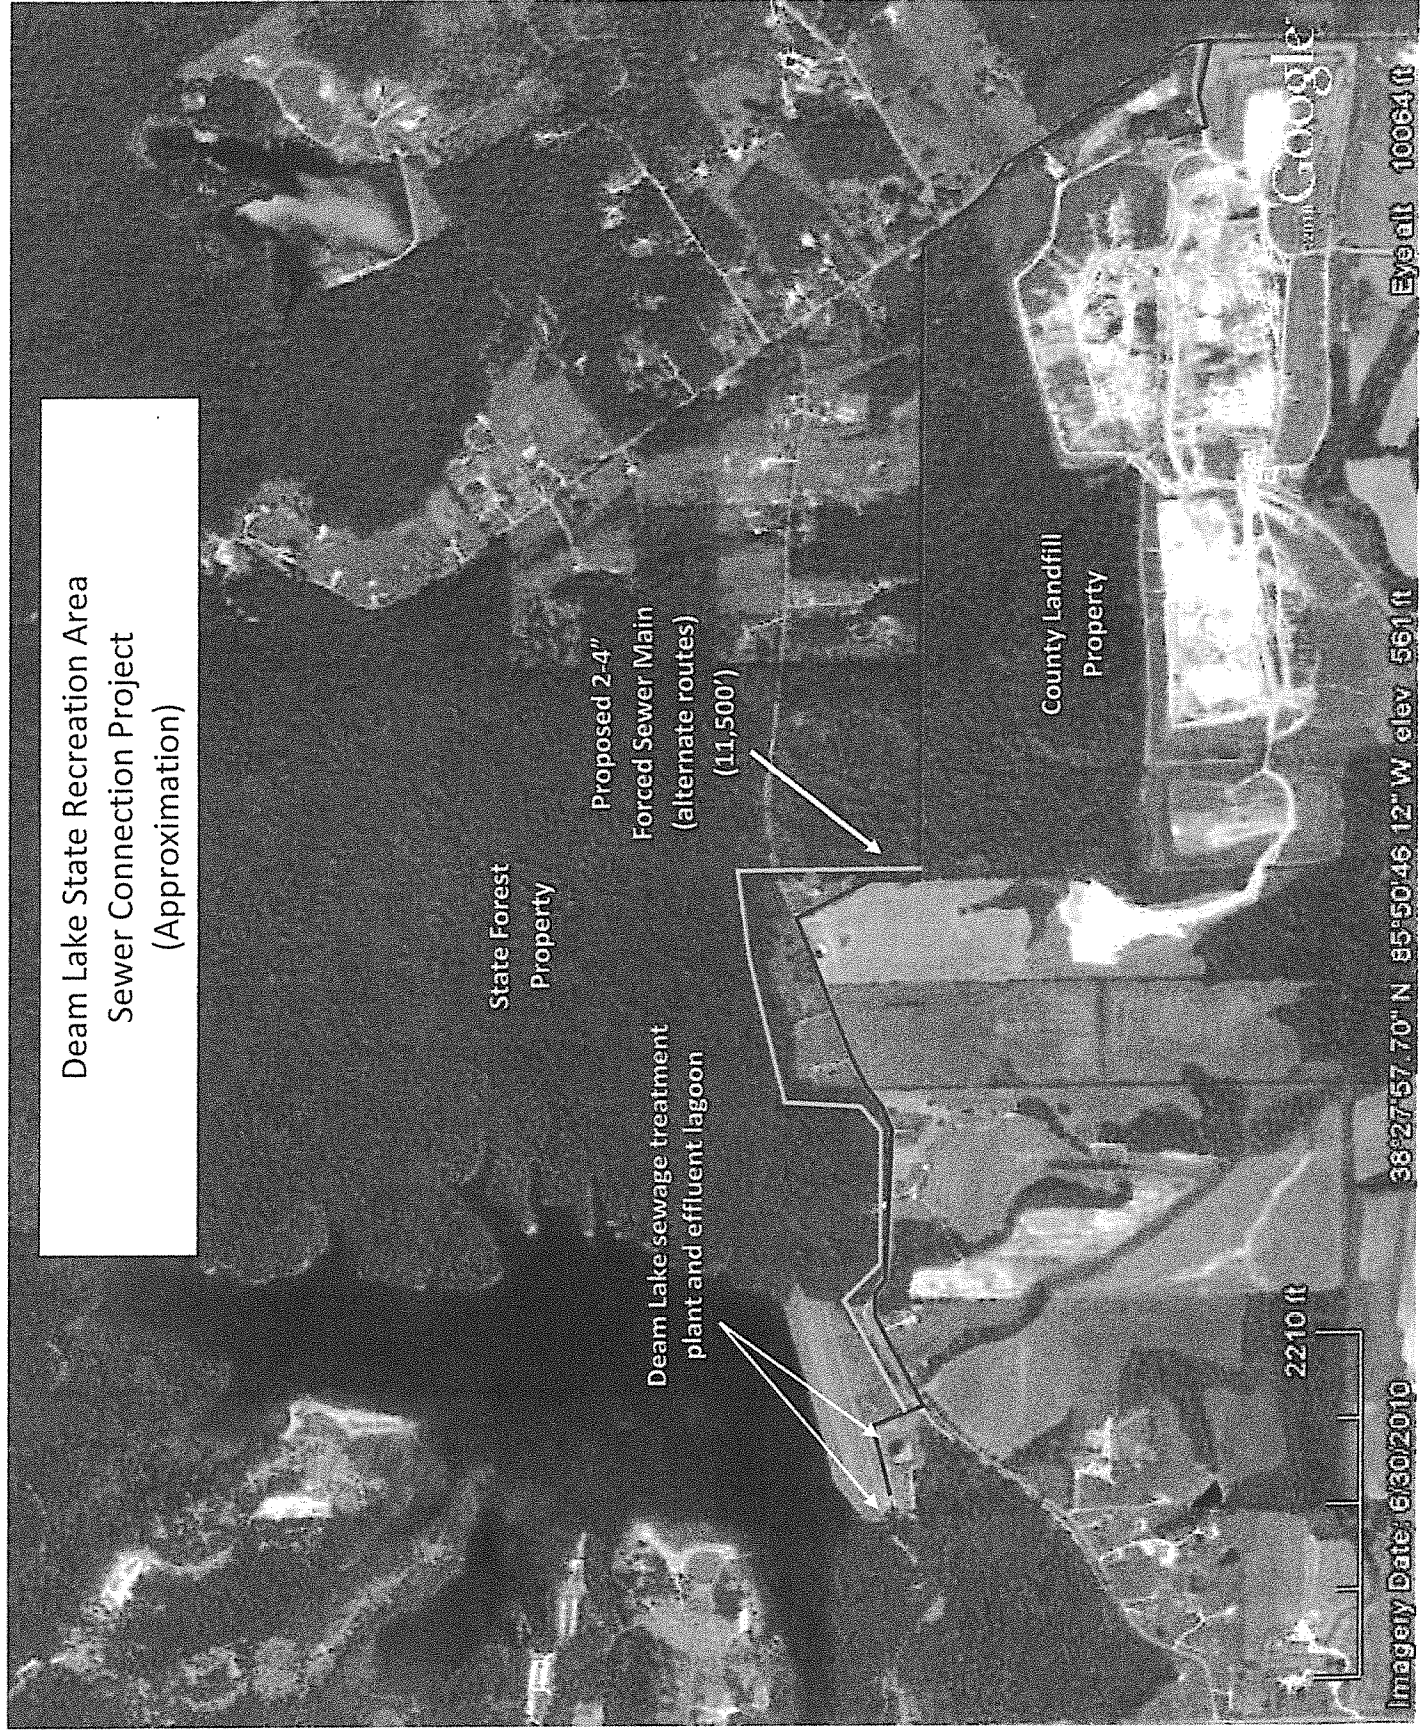 Deam Lake State Recreation Area
Sewer Connection Project
(Approximation)
State Forest
Property
Proposed 2-4”
Forced Sewer Main
(alternate routes)
(11,500’)
Deam Lake sewage treatment
plant and effluent lagoon
County Landfill
Property
2210 ft
©2010 Google
Imagery Date: 6/30/2010 38°27'57.70" N 85°50'46.12" W elev 561 ft Eye alt 10064 ft